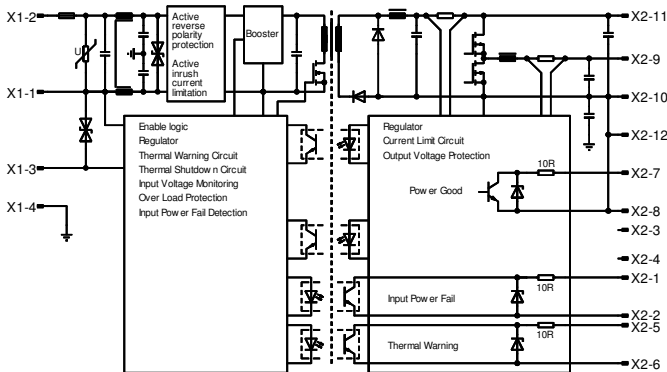 X1-2
X1-1
X1-3
X1-4
U
Active
reverse
polarity
protection
Active
inrush
current
limitation
Booster
Enable logic
Regulator
Thermal Warning Circuit
Thermal Shutdown Circuit
Input Voltage Monitoring
Over Load Protection
Input Power Fail Detection
Regulator
Current Limit Circuit
Output Voltage Protection
Power Good
10R
Input Power Fail
10R
Thermal Warning
10R
X2-11
X2-9
X2-10
X2-12
X2-7
X2-8
X2-3
X2-4
X2-1
X2-2
X2-5
X2-6